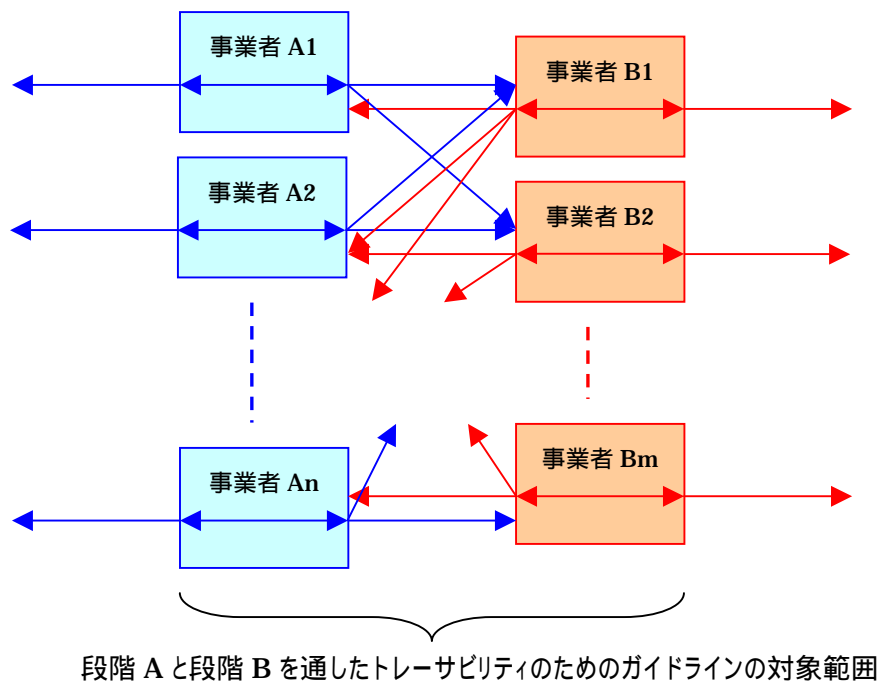 事業者 A1
事業者 B1
事業者 A2
事業者 B2
事業者 An
事業者 Bm
段階 A と段階 B を通したトレーサビリティのためのガイドラインの対象範囲